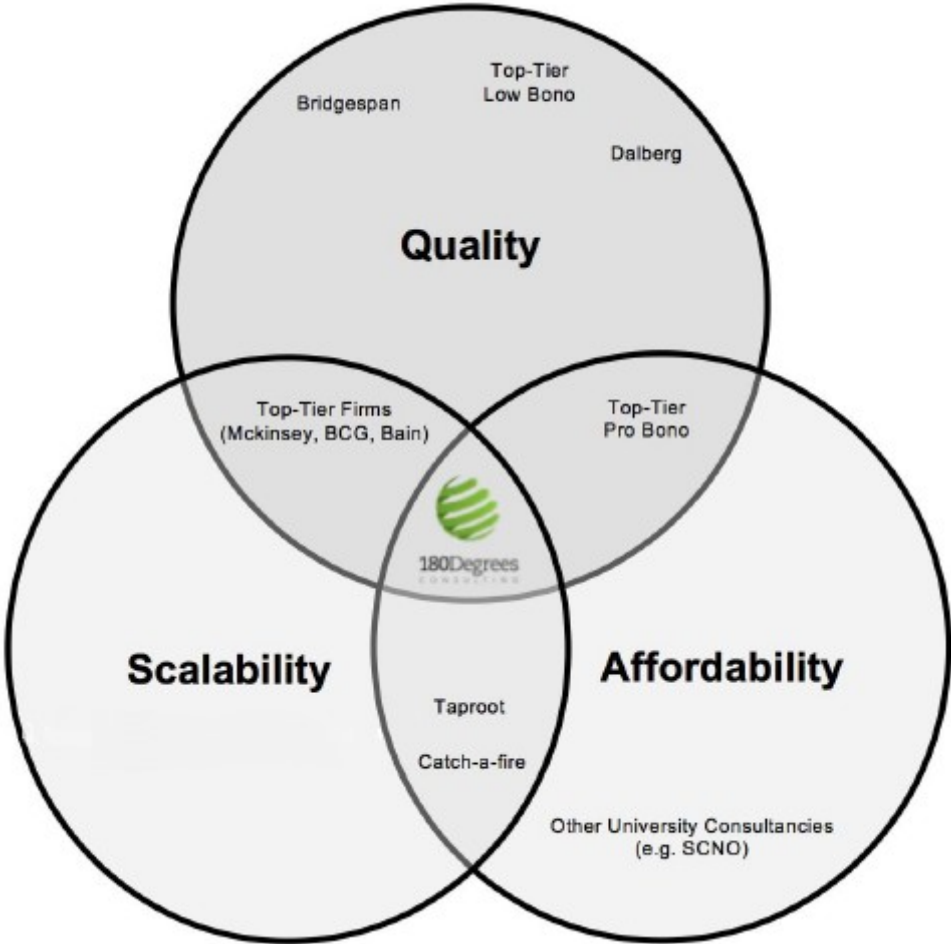 Top-Tier
Low Bono
Bridgespan
Dalberg
Quality
Top-Tier Firms
(Mckinsey, BCG, Bain)
Top-Tier
Pro Bono
180Degrees
CONSULTING
Scalability
Affordability
Taproot
Catch-a-fire
Other University Consultancies
(e.g. SCNO)